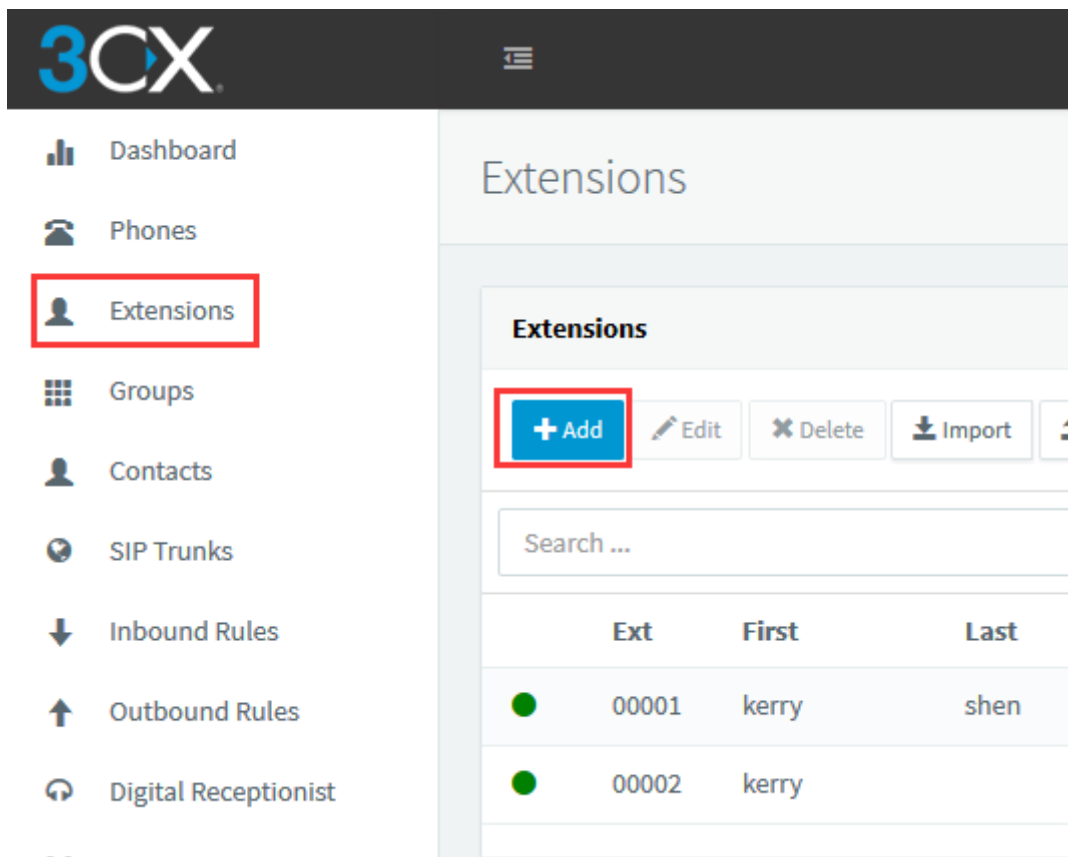 3CX
Dashboard
Phones
Extensions
Groups
Contacts
SIP Trunks
Inbound Rules
Outbound Rules
Digital Receptionist
Extensions
Extensions
Add Edit Delete Import
Search ...
Ext First Last
00001 kerry shen
00002 kerry